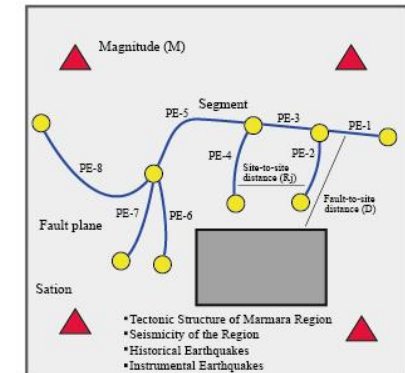 Magnitude (M)
Segment
PE-5
PE-3
PE-1
PE-4
PE-2
Site-to-site
distance (Rj)
PE-8
Fault-to-site
distance (D)
PE-7
PE-6
Fault plane
Sation
▪Tectonic Structure of Marmara Region
▪Seismicity of the Region
▪Historical Earthquakes
▪Instrumental Earthquakes